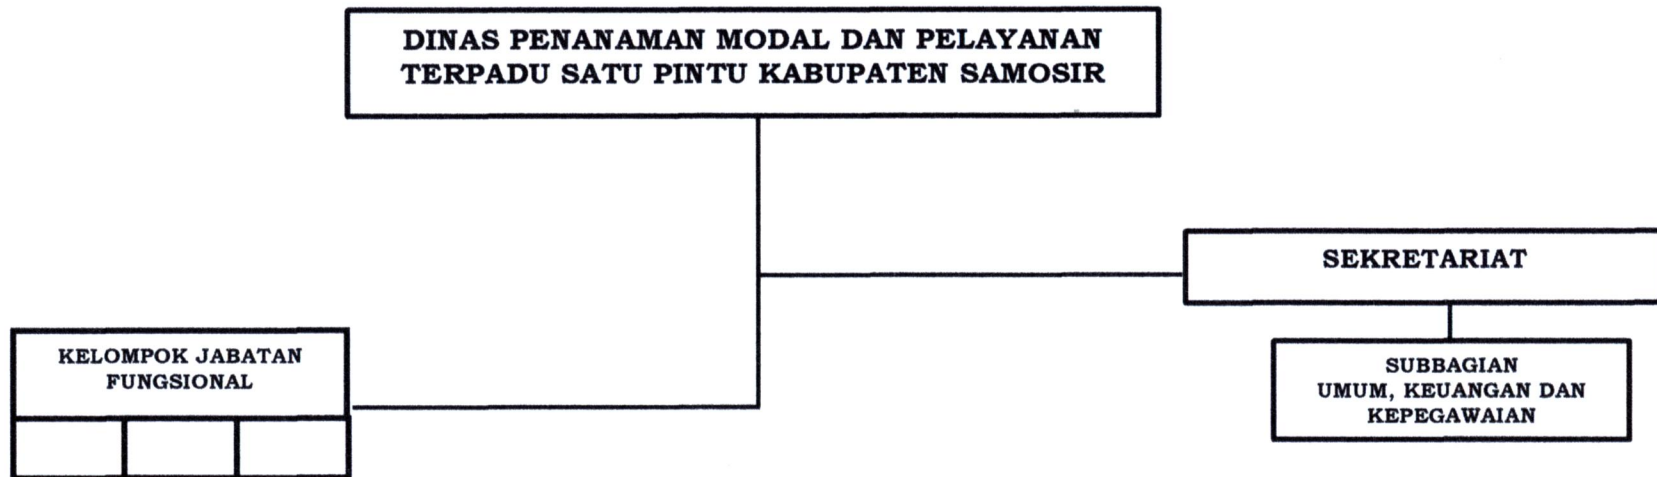 DINAS PENANAMAN MODAL DAN PELAYANAN
TERPADU SATU PINTU KABUPATEN SAMOSIR
SEKRETARIAT
KELOMPOK JABATAN
FUNGSIONAL
SUBBAGIAN
UMUM, KEUANGAN DAN
KEPEGAWAIAN